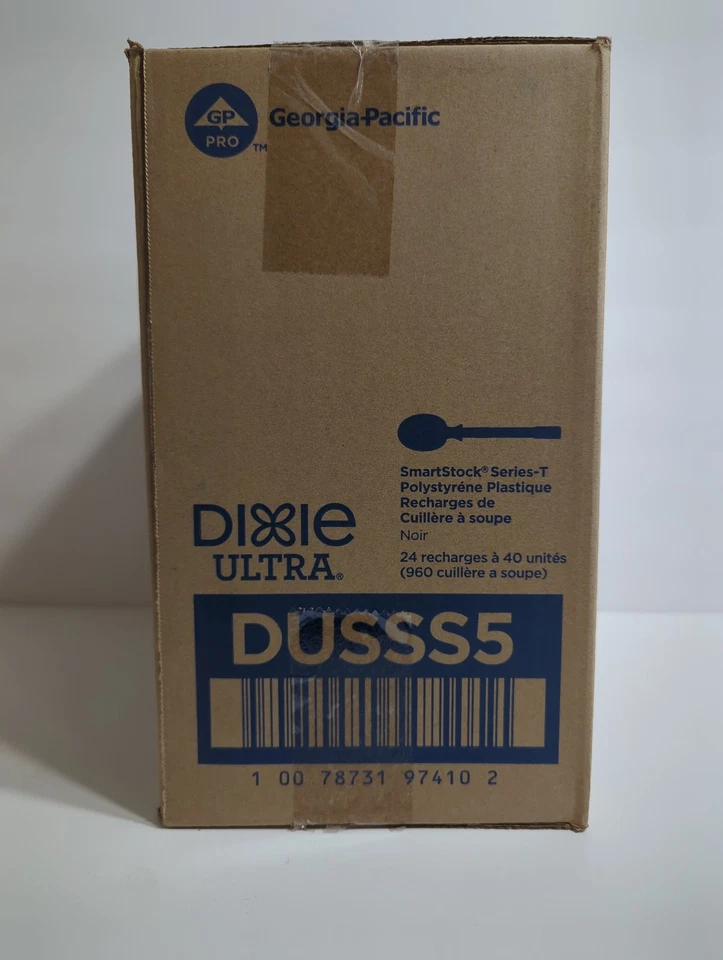 GP
PRO
™
Georgia-Pacific
SmartStock® Series-T
Polystyréne Plastique
Recharges de
Cuillère à soupe
Noir
24 recharges à 40 unités
(960 cuillère a soupe)
DIXIE
ULTRA®
DUSSS5
1 00 78731 97410 2